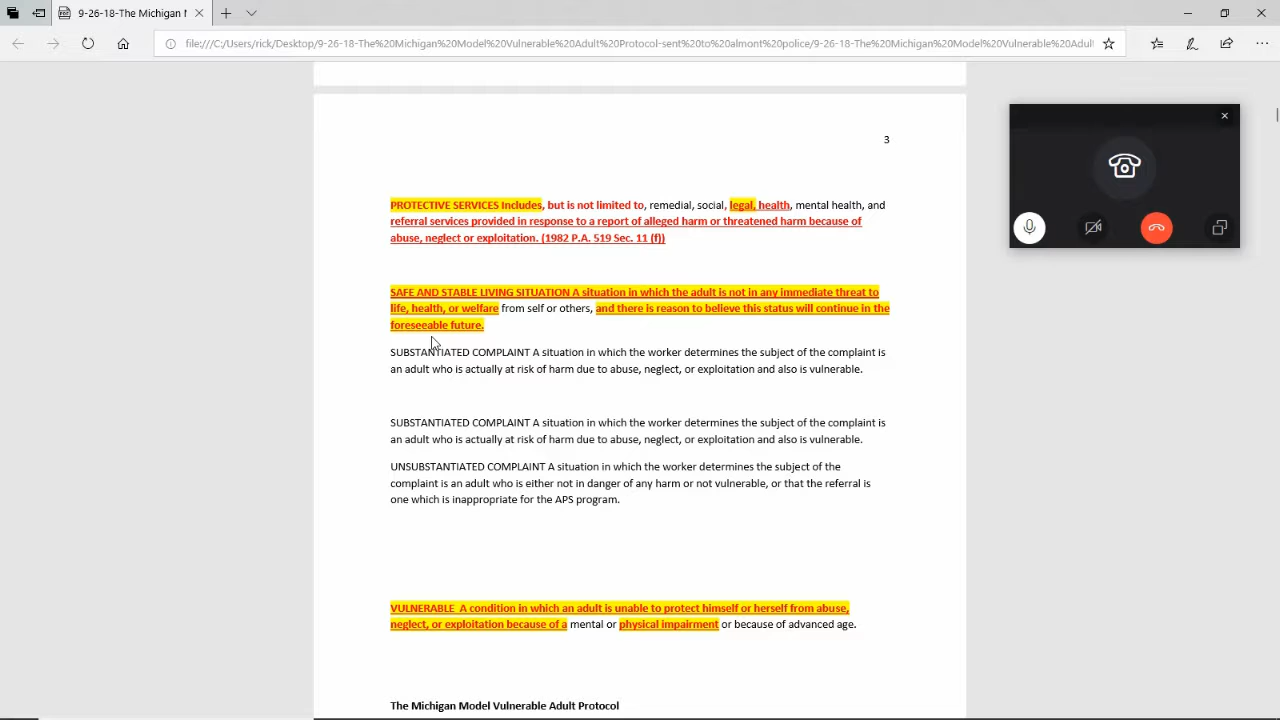 9-26-18-The Michigan M
file:///C:/Users/rick/Desktop/9-26-18-The%20Michigan%20Model%20Vulnerable%20Adult%20Protocol-sent%20to%20almont%20police/9-26-18-The%20Michigan%20Model%20Vulnerable%20Adul
3
PROTECTIVE SERVICES Includes, but is not limited to, remedial, social, legal, health, mental health, and
referral services provided in response to a report of alleged harm or threatened harm because of
abuse, neglect or exploitation. (1982 P.A. 519 Sec. 11 (f))
SAFE AND STABLE LIVING SITUATION A situation in which the adult is not in any immediate threat to
life, health, or welfare from self or others, and there is reason to believe this status will continue in the
foreseeable future.
SUBSTANTIATED COMPLAINT A situation in which the worker determines the subject of the complaint is
an adult who is actually at risk of harm due to abuse, neglect, or exploitation and also is vulnerable.
SUBSTANTIATED COMPLAINT A situation in which the worker determines the subject of the complaint is
an adult who is actually at risk of harm due to abuse, neglect, or exploitation and also is vulnerable.
UNSUBSTANTIATED COMPLAINT A situation in which the worker determines the subject of the
complaint is an adult who is either not in danger of any harm or not vulnerable, or that the referral is
one which is inappropriate for the APS program.
VULNERABLE A condition in which an adult is unable to protect himself or herself from abuse,
neglect, or exploitation because of a mental or physical impairment or because of advanced age.
The Michigan Model Vulnerable Adult Protocol